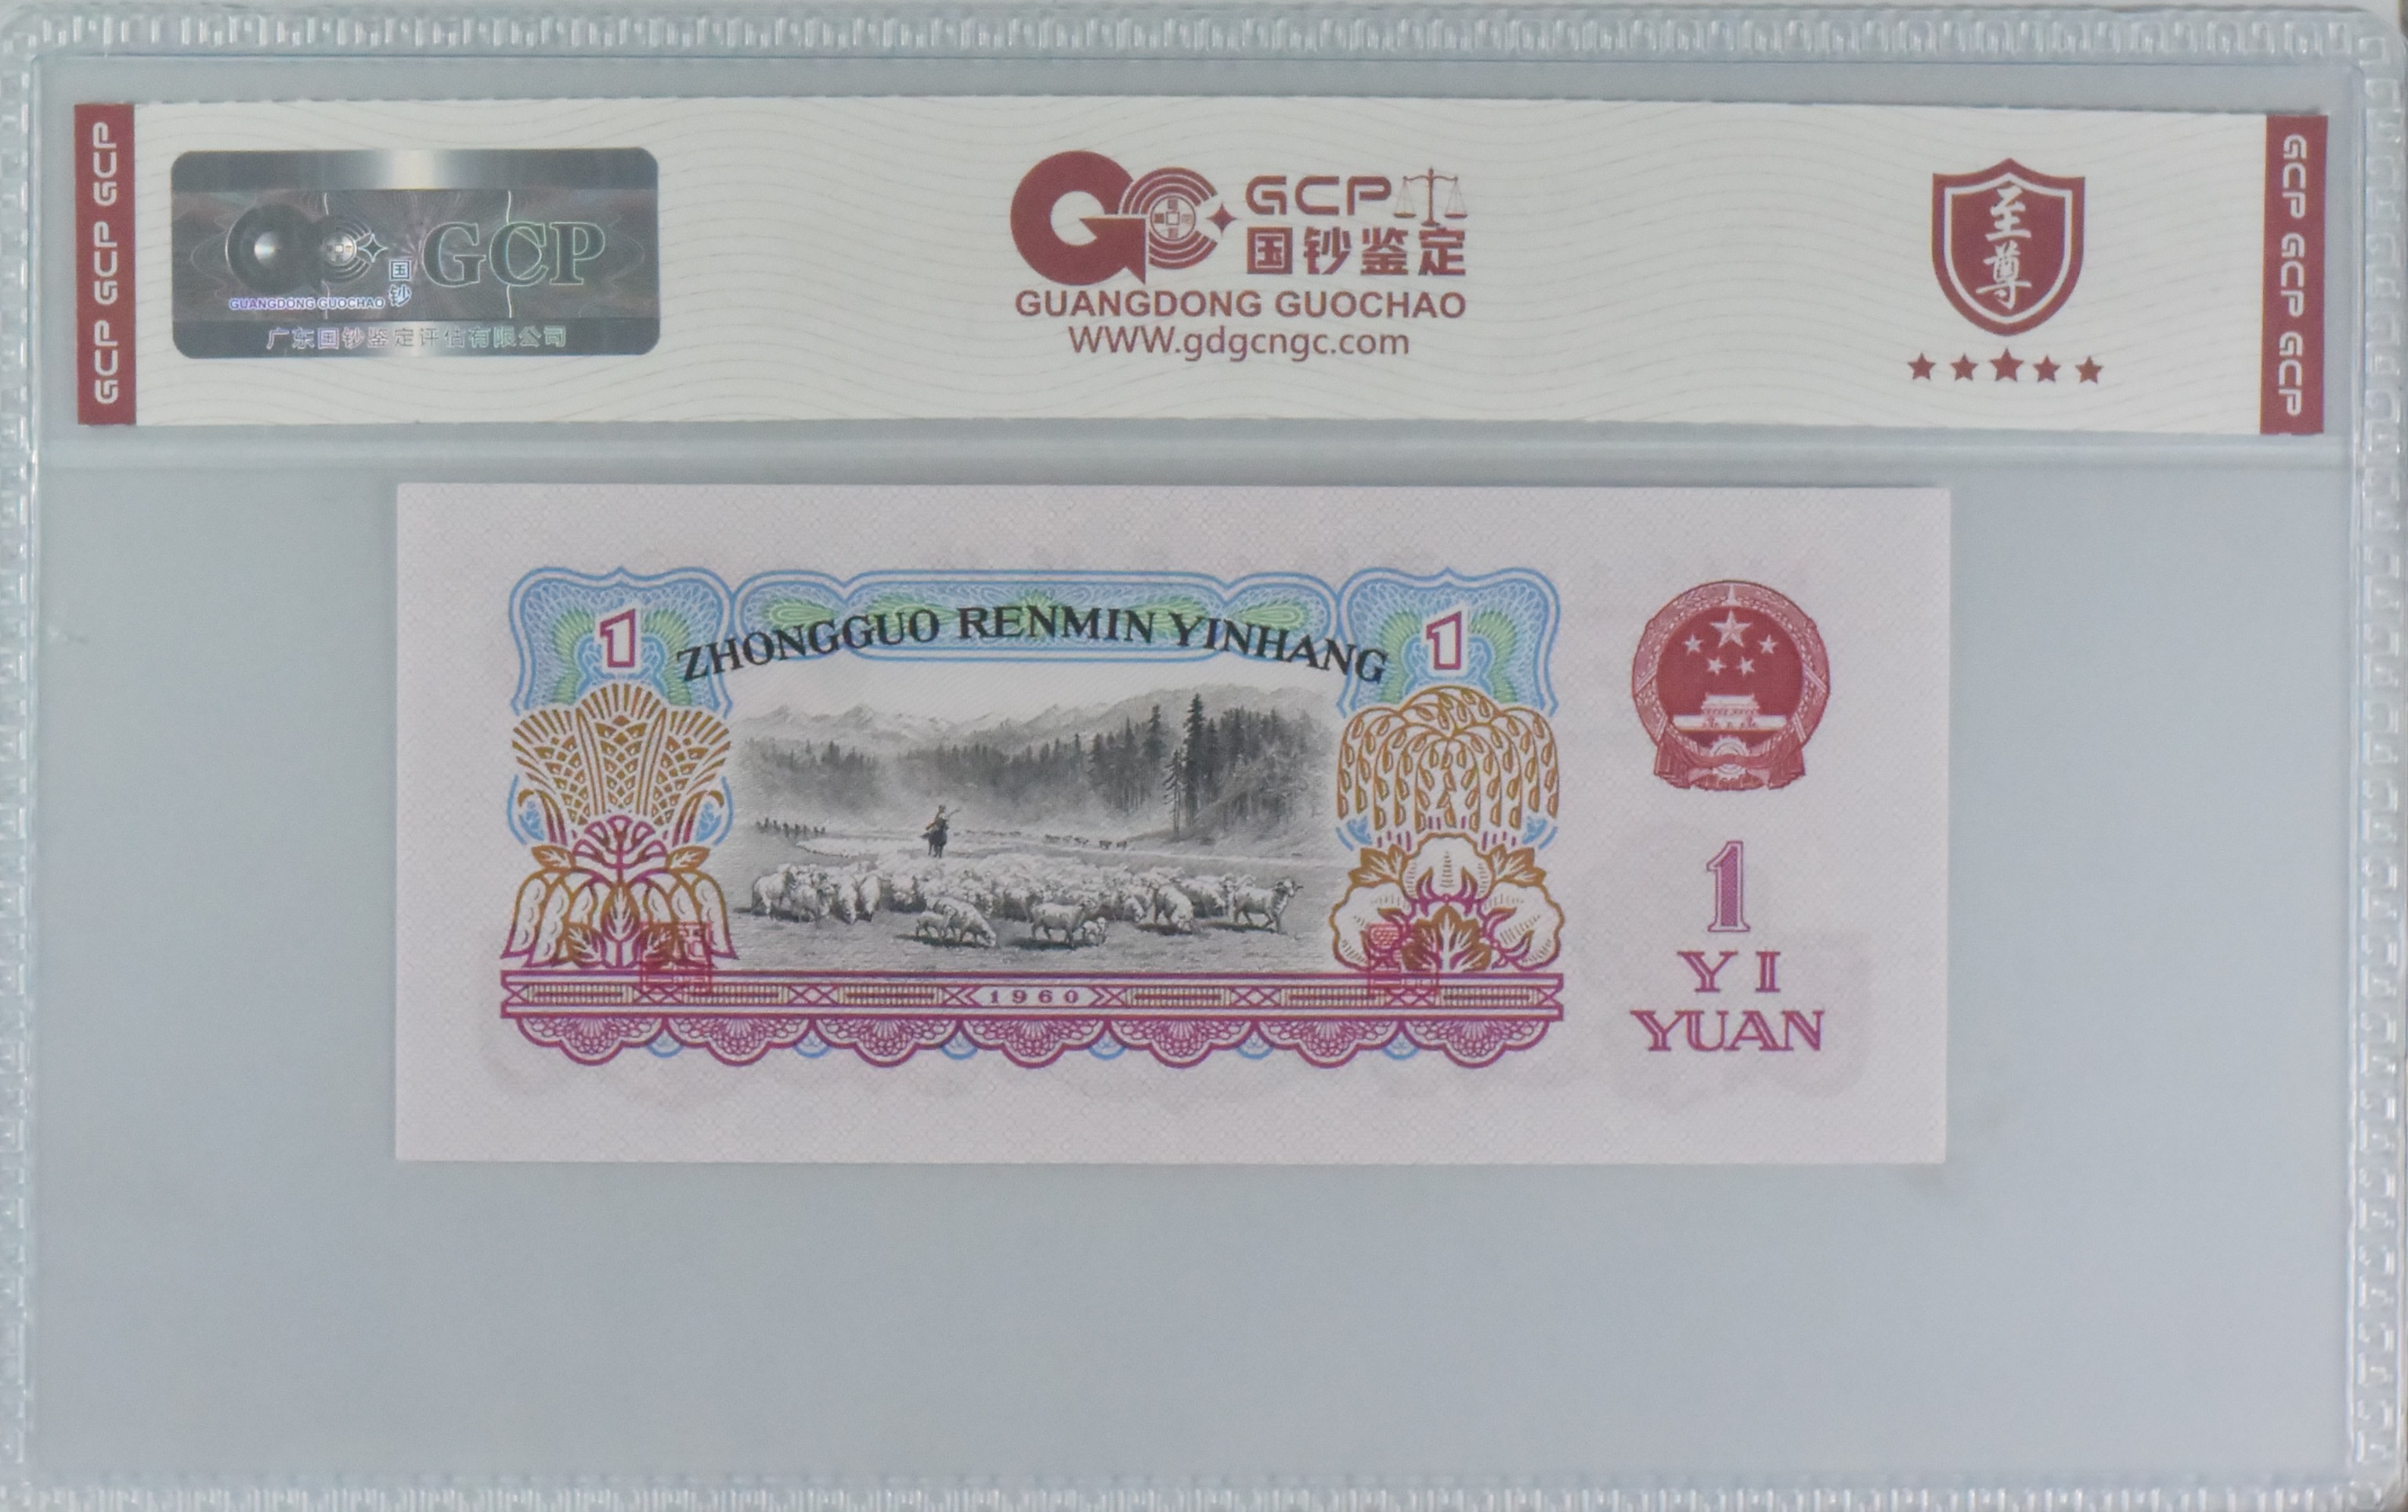 GCP GCP GCP
国钞
GCP
GUANGDONG GUOCHAO
广东国钞鉴定评估有限公司
GCP
国钞鉴定
GUANGDONG GUOCHAO
WWW.gdgcngc.com
至尊
GCP GCP GCP
1
ZHONGGUO RENMIN YINHANG
1
1960
1
YI
YUAN